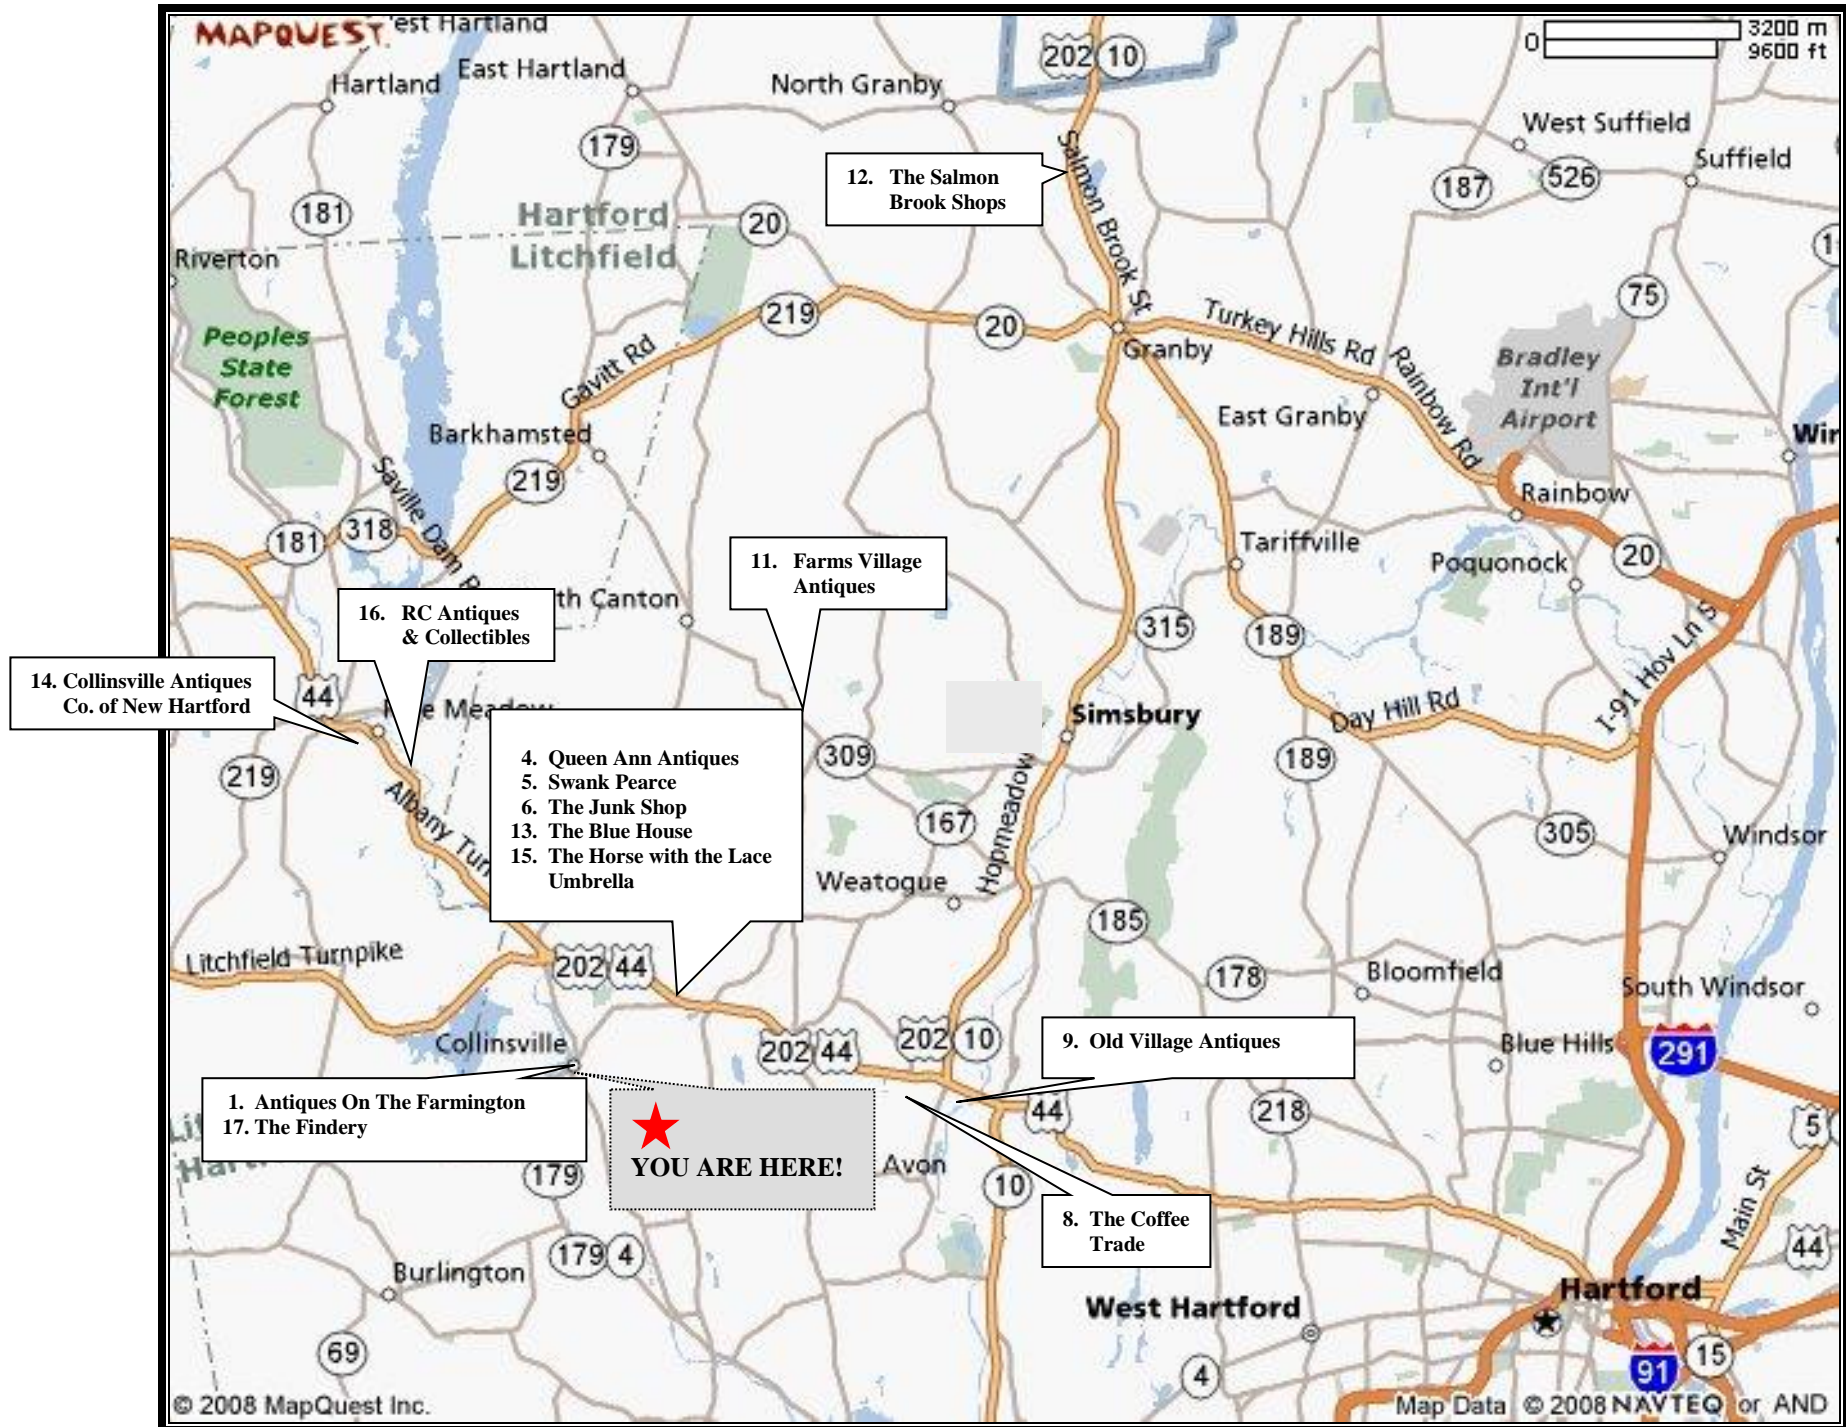 MAPQUEST.
est Hartland
3200 m
0
9600 ft
202 10
Hartland
East Hartland
North Granby
179
West Suffield
Suffield
Salmon Brook St
12. The Salmon
Brook Shops
187
526
181
Hartford
Litchfield
20
Riverton
75
Peoples
State
Forest
219
20
Turkey Hills Rd
Granby
Gavitt Rd
Rainbow Rd
Bradley
Int'l
Airport
East Granby
Barkhamsted
219
Saville Dam R
Rainbow
181
318
Tariffville
Poquonock
20
11. Farms Village
Antiques
th Canton
16. RC Antiques
& Collectibles
315
189
I-91 Hov Ln S
14. Collinsville Antiques
Co. of New Hartford
44
Simsbury
Day Hill Rd
4. Queen Ann Antiques
5. Swank Pearce
6. The Junk Shop
13. The Blue House
15. The Horse with the Lace
Umbrella
219
309
189
Albany Turn
167
Hopmeadow
305
Windsor
Weatogue
185
Litchfield Turnpike
202 44
178
Bloomfield
South Windsor
Collinsville
202 44
202 10
9. Old Village Antiques
Blue Hills
291
1. Antiques On The Farmington
17. The Findery
44
218
5
YOU ARE HERE!
Avon
179
10
Main St
8. The Coffee
Trade
179 4
44
Burlington
Hartford
West Hartford
69
4
91
15
© 2008 MapQuest Inc.
Map Data © 2008 NAVTEQ or AND